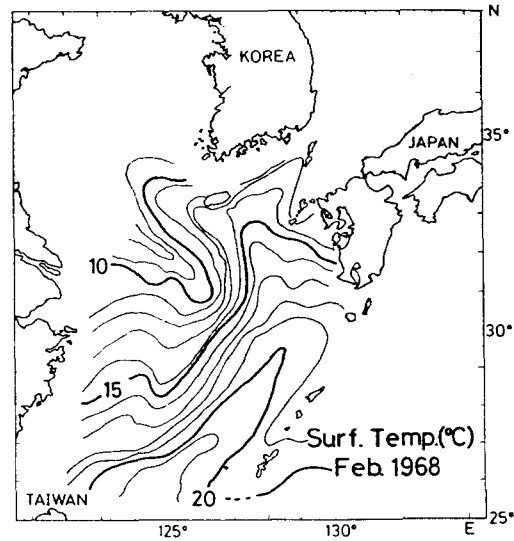 N
KOREA
35°
JAPAN
10
30°
15
Surf. Temp.(°C)
Feb. 1968
TAIWAN
20
25°
125°
130°
E